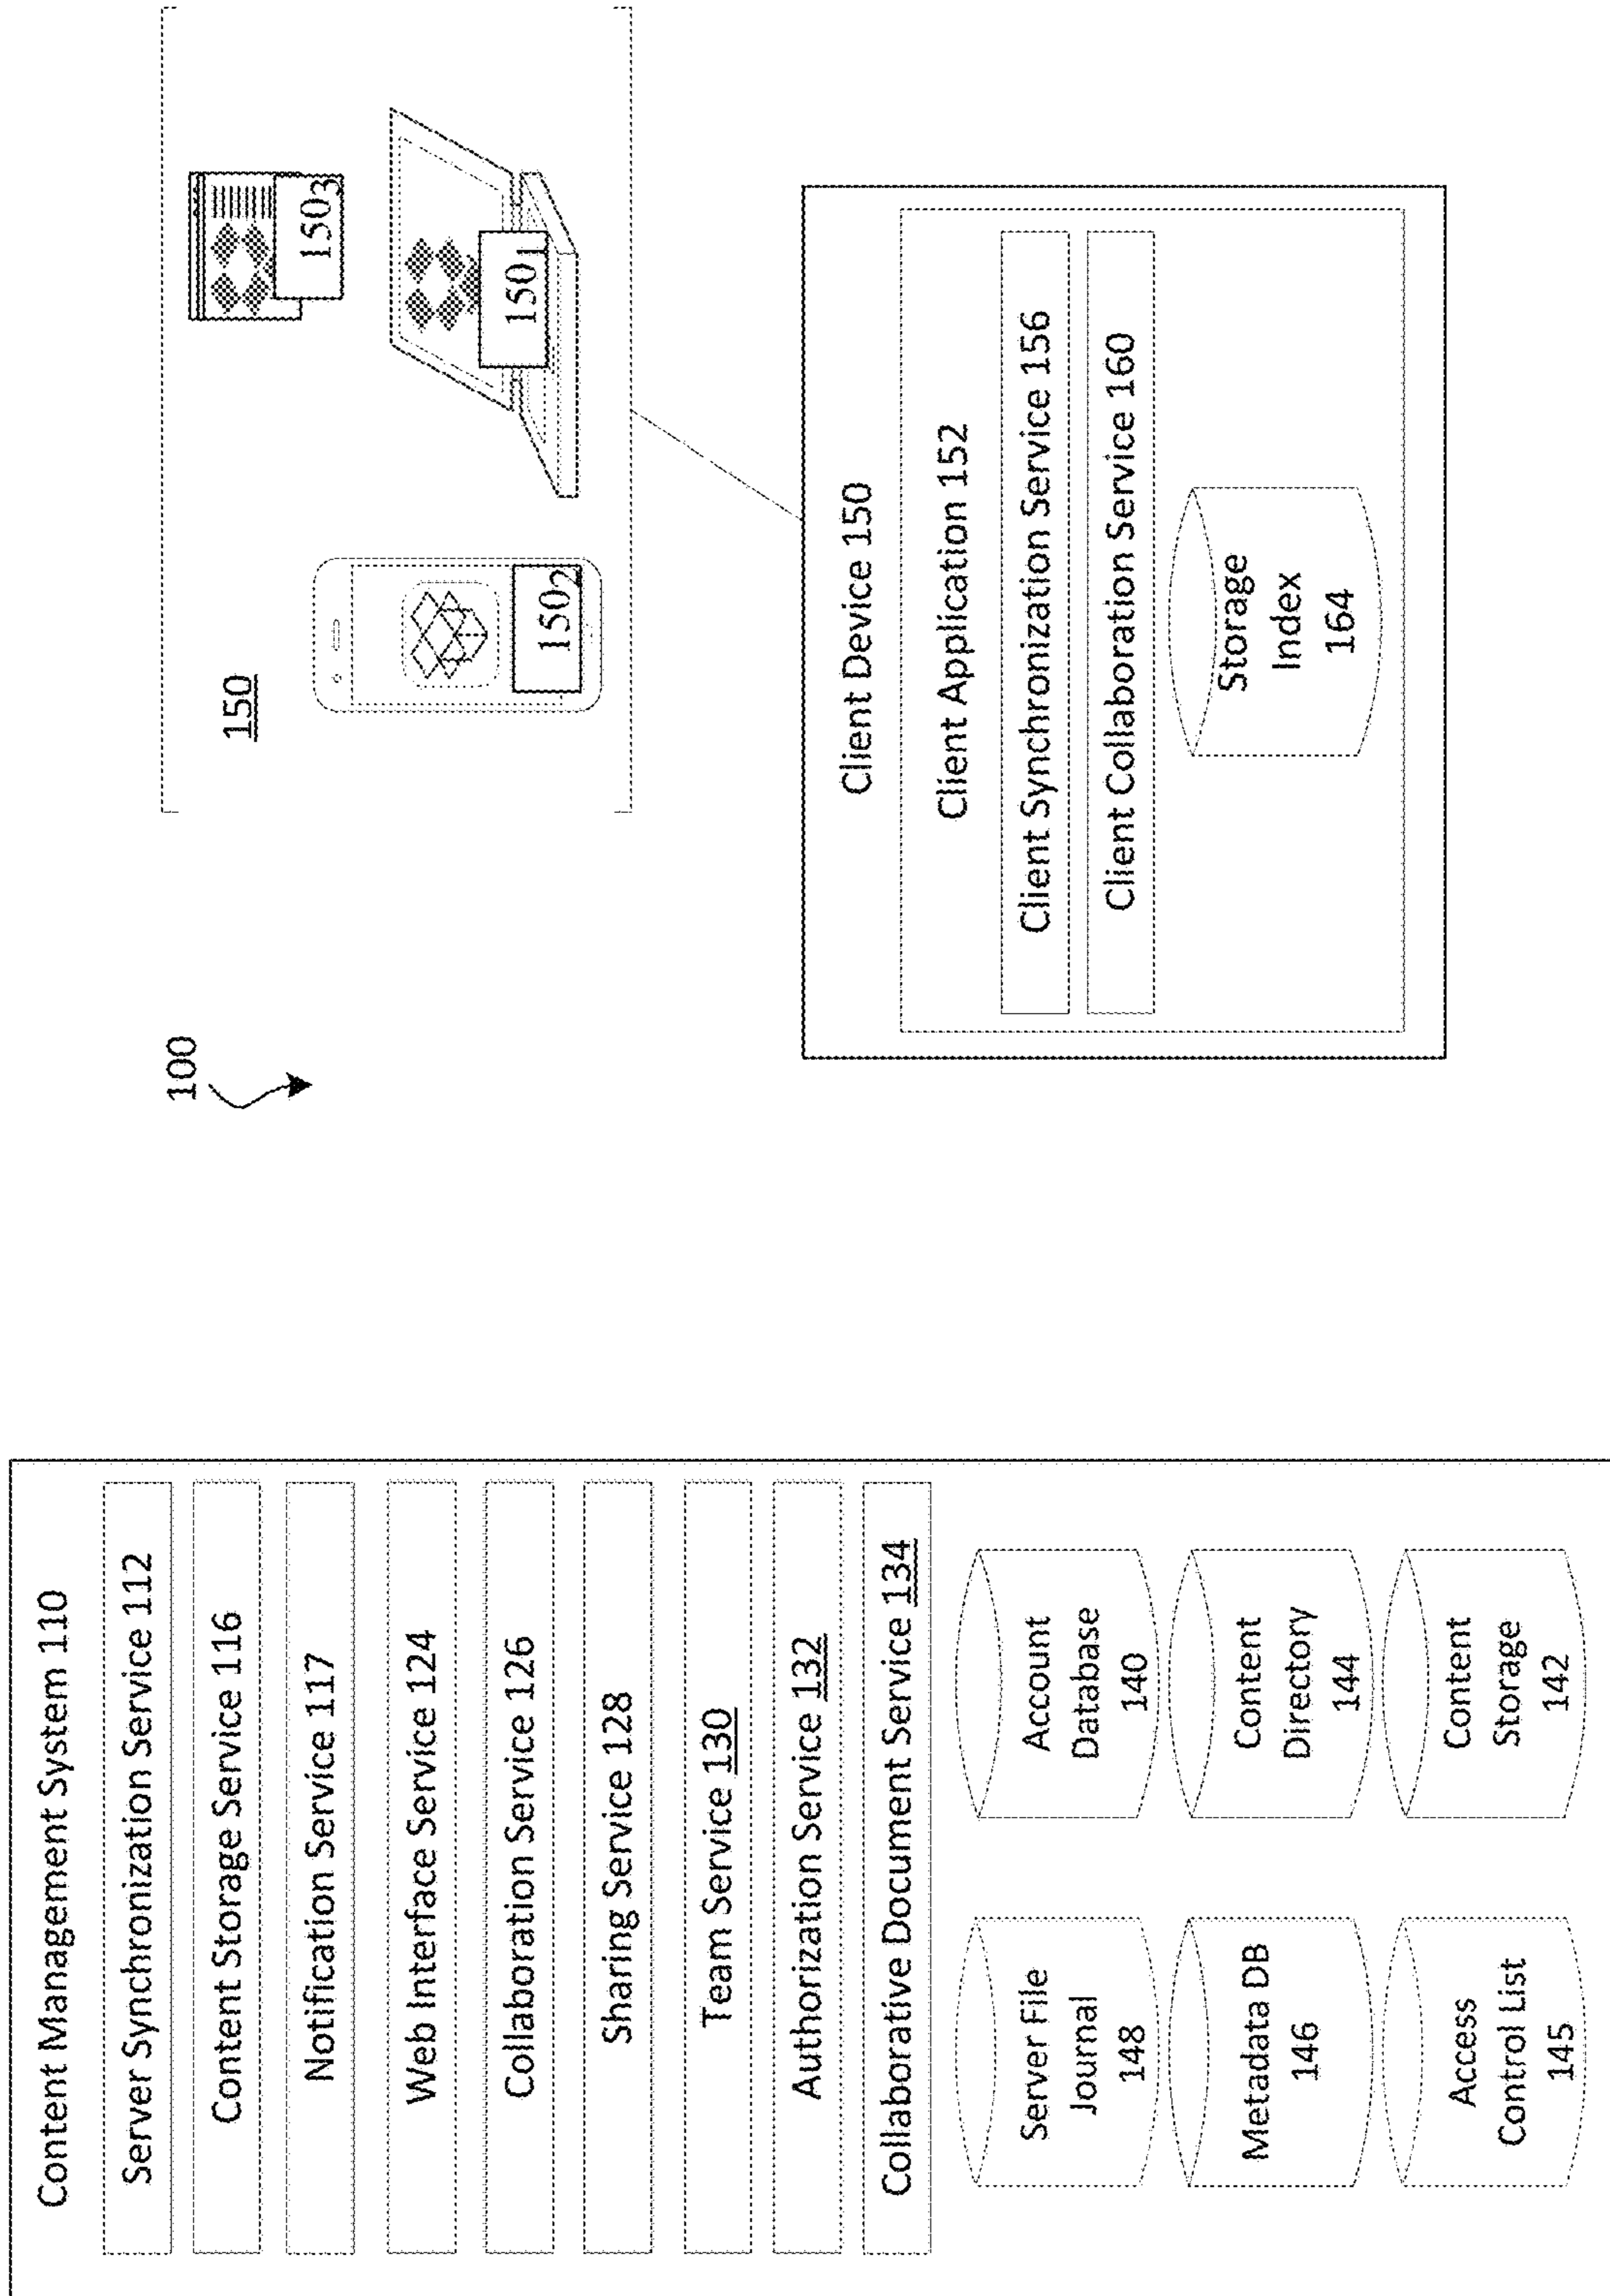 Content Management System 110
Server Synchronization Service 112
Content Storage Service 116
Notification Service 117
Web Interface Service 124
Collaboration Service 126
Sharing Service 128
Team Service 130
Authorization Service 132
Collaborative Document Service 134
Server File
Journal
148
Account
Database
140
Metadata DB
146
Content
Directory
144
Access
Control List
145
Content
Storage
142
100
150
150₂
150₃
150₁
Client Device 150
Client Application 152
Client Synchronization Service 156
Client Collaboration Service 160
Storage
Index
164